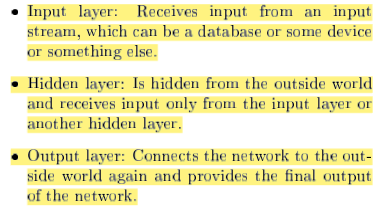 • Input layer: Receives input from an input
stream, which can be a database or some device
or something else.
• Hidden layer: Is hidden from the outside world
and receives input only from the input layer or
another hidden layer.
• Output layer: Connects the network to the out-
side world again and provides the final output
of the network.